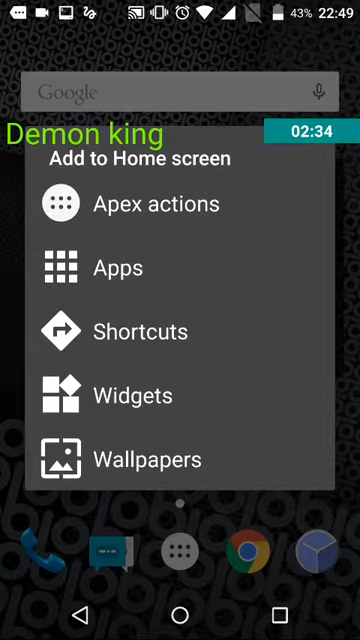 43% 22:49
Google
Demon king
02:34
Add to Home screen
Apex actions
Apps
Shortcuts
Widgets
Wallpapers